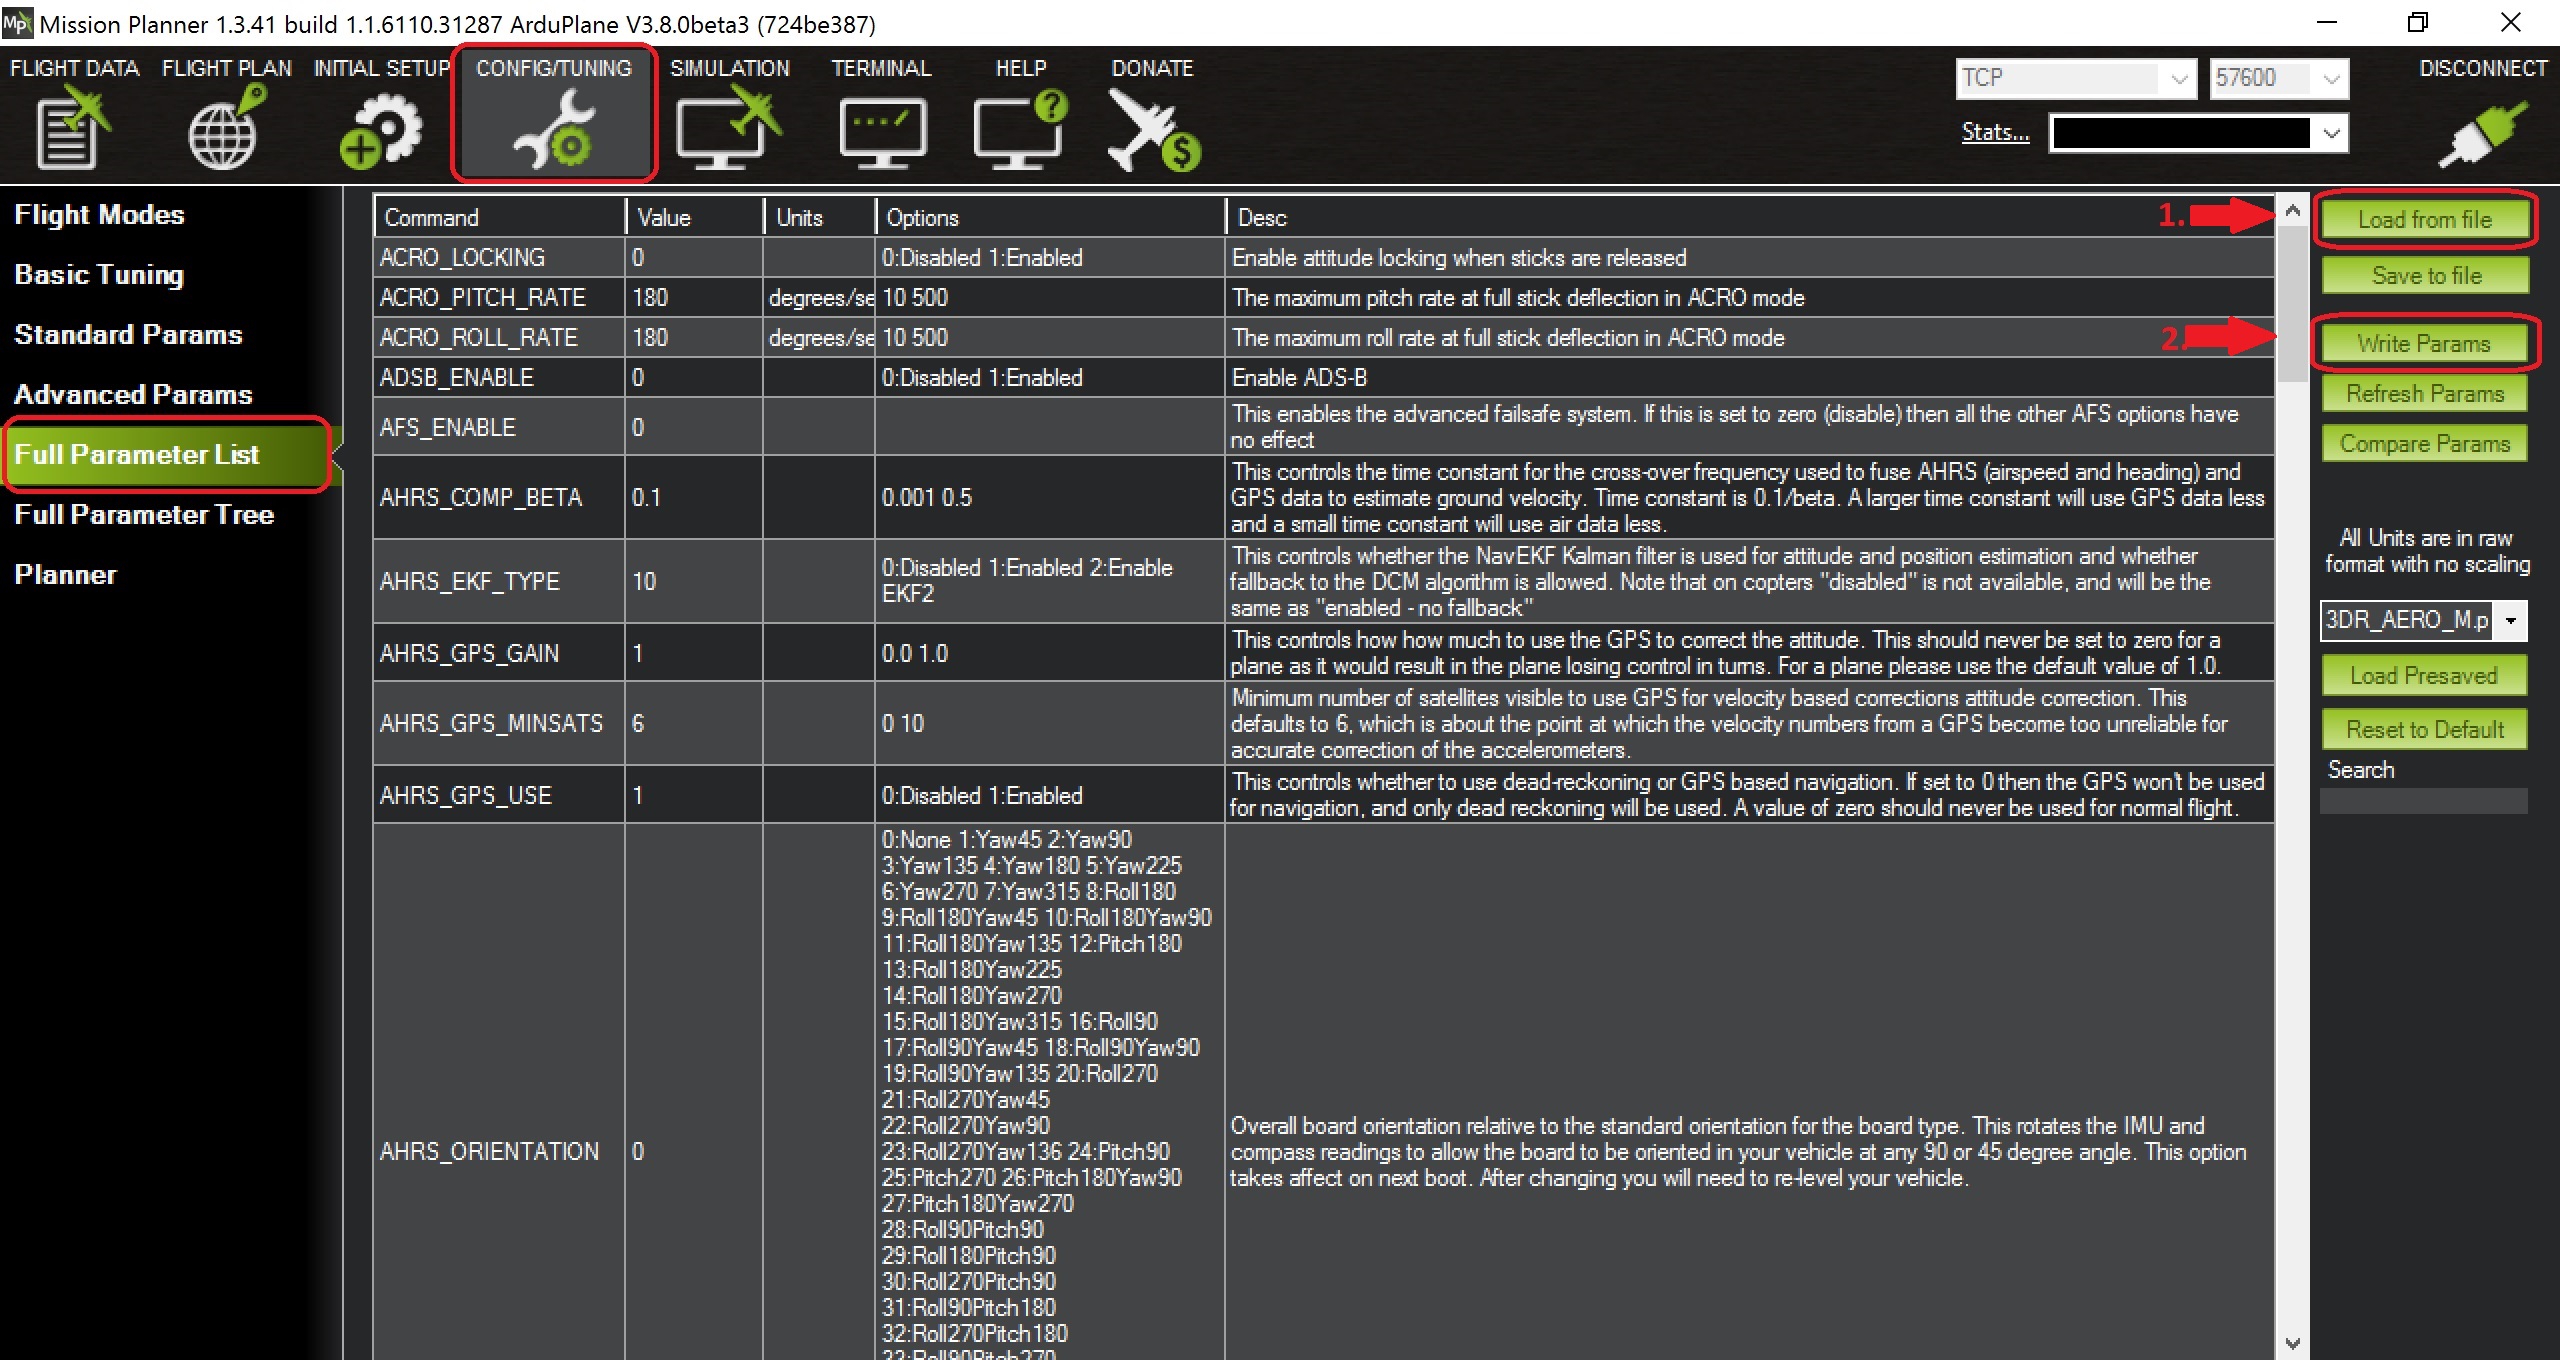 Mission Planner 1.3.41 build 1.1.6110.31287 ArduPlane V3.8.0beta3 (724be387)
FLIGHT DATA FLIGHT PLAN INITIAL SETUP CONFIG/TUNING SIMULATION TERMINAL HELP DONATE
TCP 57600 DISCONNECT
Stats...
Flight Modes
Basic Tuning
Standard Params
Advanced Params
Full Parameter List
Full Parameter Tree
Planner
Command Value Units Options Desc
ACRO_LOCKING 0 0:Disabled 1:Enabled Enable attitude locking when sticks are released
ACRO_PITCH_RATE 180 degrees/se 10 500 The maximum pitch rate at full stick deflection in ACRO mode
ACRO_ROLL_RATE 180 degrees/se 10 500 The maximum roll rate at full stick deflection in ACRO mode
ADSB_ENABLE 0 0:Disabled 1:Enabled Enable ADS-B
AFS_ENABLE 0 This enables the advanced failsafe system. If this is set to zero (disable) then all the other AFS options have
no effect
AHRS_COMP_BETA 0.1 0.001 0.5 This controls the time constant for the cross-over frequency used to fuse AHRS (airspeed and heading) and
GPS data to estimate ground velocity. Time constant is 0.1/beta. A larger time constant will use GPS data less
and a small time constant will use air data less.
AHRS_EKF_TYPE 10 0:Disabled 1:Enabled 2:Enable
EKF2
This controls whether the NavEKF Kalman filter is used for attitude and position estimation and whether
fallback to the DCM algorithm is allowed. Note that on copters "disabled" is not available, and will be the
same as "enabled - no fallback"
AHRS_GPS_GAIN 1 0.0 1.0 This controls how how much to use the GPS to correct the attitude. This should never be set to zero for a
plane as it would result in the plane losing control in turns. For a plane please use the default value of 1.0.
AHRS_GPS_MINSATS 6 0 10 Minimum number of satellites visible to use GPS for velocity based corrections attitude correction. This
defaults to 6, which is about the point at which the velocity numbers from a GPS become too unreliable for
accurate correction of the accelerometers.
AHRS_GPS_USE 1 0:Disabled 1:Enabled This controls whether to use dead-reckoning or GPS based navigation. If set to 0 then the GPS won't be used
for navigation, and only dead reckoning will be used. A value of zero should never be used for normal flight.
AHRS_ORIENTATION 0
0:None 1:Yaw45 2:Yaw90
3:Yaw135 4:Yaw180 5:Yaw225
6:Yaw270 7:Yaw315 8:Roll180
9:Roll180Yaw45 10:Roll180Yaw90
11:Roll180Yaw135 12:Pitch180
13:Roll180Yaw225
14:Roll180Yaw270
15:Roll180Yaw315 16:Roll90
17:Roll90Yaw45 18:Roll90Yaw90
19:Roll90Yaw135 20:Roll270
21:Roll270Yaw45
22:Roll270Yaw90
23:Roll270Yaw136 24:Pitch90
25:Pitch270 26:Pitch180Yaw90
27:Pitch180Yaw270
28:Roll90Pitch90
29:Roll180Pitch90
30:Roll270Pitch90
31:Roll90Pitch180
32:Roll270Pitch180
33:Roll90Pitch270
Overall board orientation relative to the standard orientation for the board type. This rotates the IMU and
compass readings to allow the board to be oriented in your vehicle at any 90 or 45 degree angle. This option
takes affect on next boot. After changing you will need to re-level your vehicle.
1.
Load from file
Save to file
2.
Write Params
Refresh Params
Compare Params
All Units are in raw
format with no scaling
3DR_AERO_M.p
Load Presaved
Reset to Default
Search